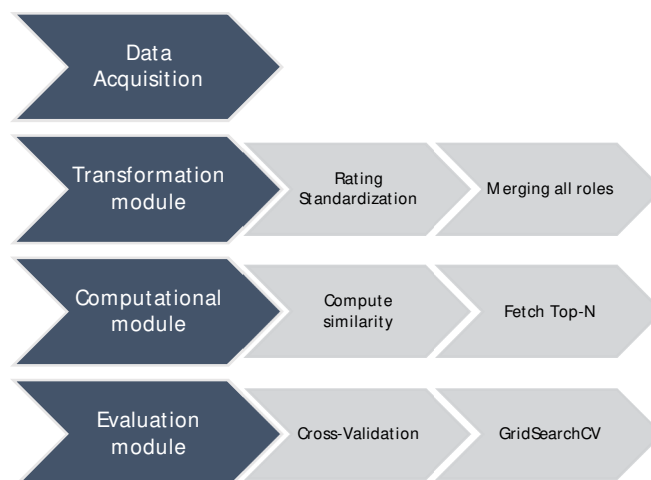 Data
Acquisition
Transformation
module
Rating
Standardization
Merging all roles
Computational
module
Compute
similarity
Fetch Top-N
Evaluation
module
Cross-Validation
GridSearchCV